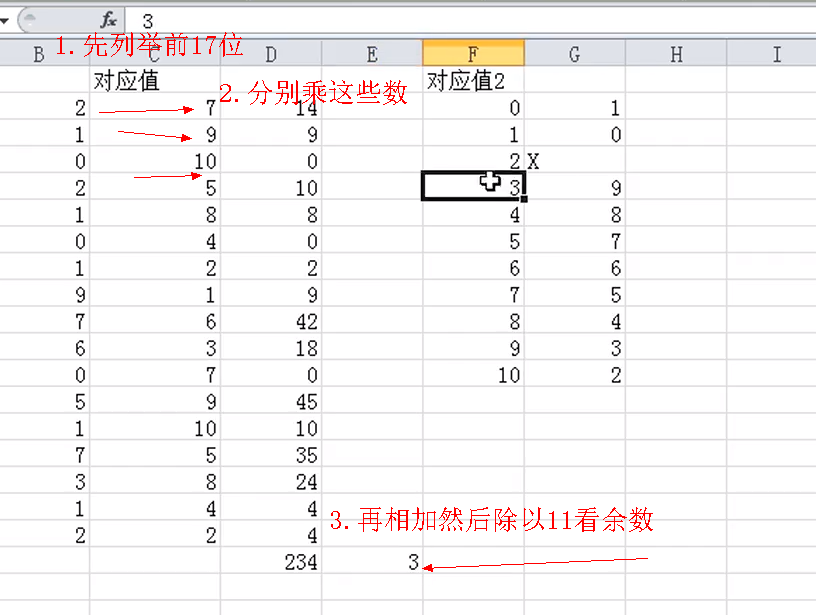 fx 3
B C D E F G H I
1.先列举前17位
对应值 对应值2
2.分别乘这些数
2 7 14 0 1
1 9 9 1 0
0 10 0 2 X
2 5 10 3 9
1 8 8 4 8
0 4 0 5 7
1 2 2 6 6
9 1 9 7 5
7 6 42 8 4
6 3 18 9 3
0 7 0 10 2
5 9 45
1 10 10
7 5 35
3 8 24
1 4 4
3.再相加然后除以11看余数
2 2 4
234 3